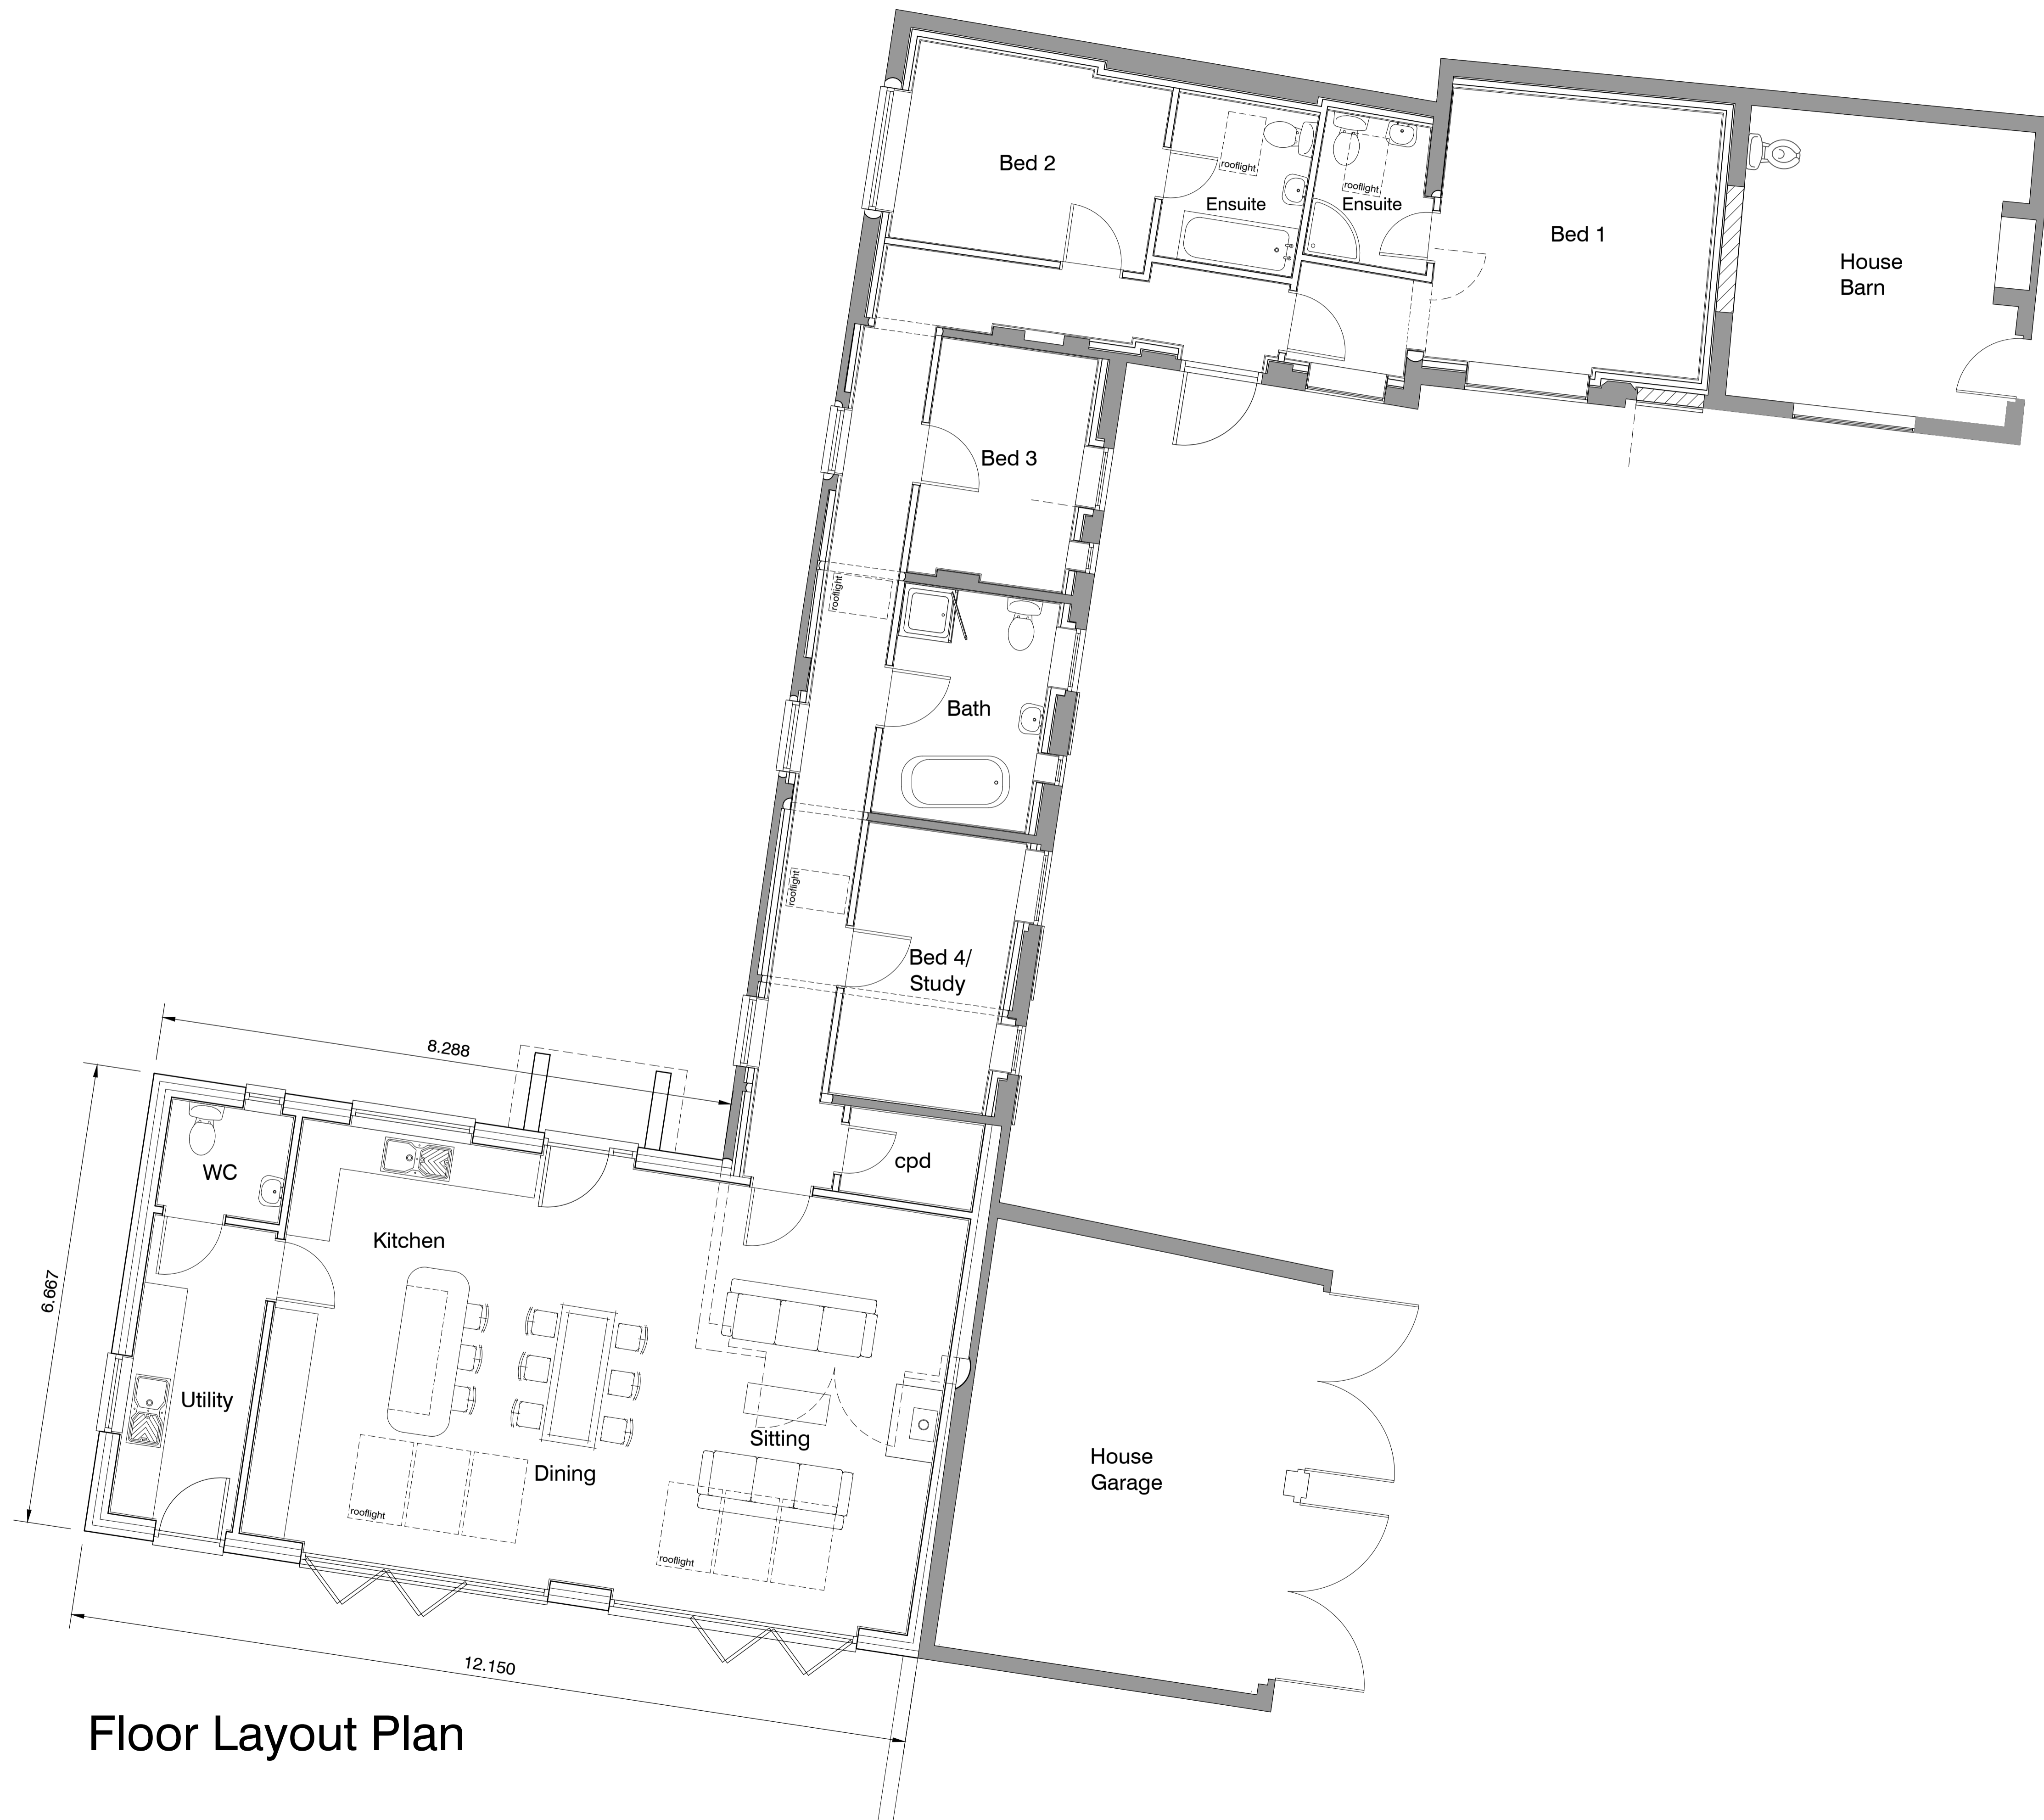 Bed 2
rooflight
Ensuite
rooflight
Ensuite
Bed 1
House
Barn
Bed 3
rooflight
Bath
rooflight
Bed 4/
Study
8.288
cpd
WC
Kitchen
6.667
Utility
Sitting
Dining
rooflight
rooflight
House
Garage
12.150
Floor Layout Plan